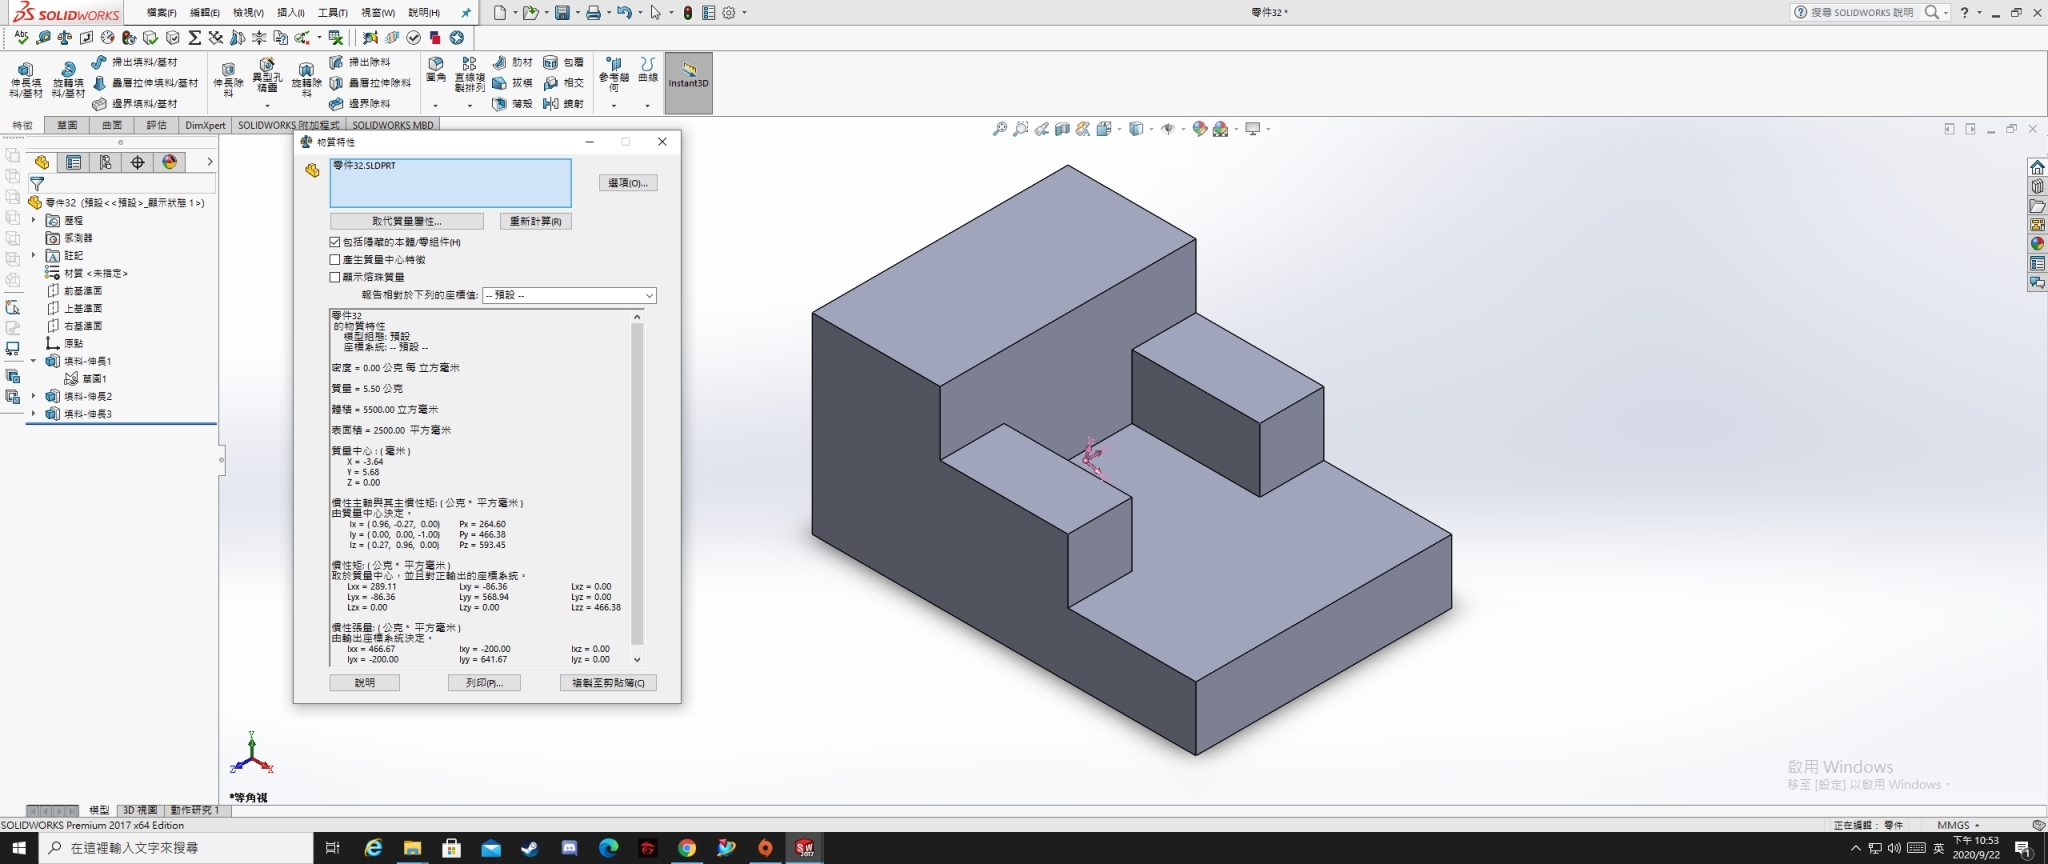 SOLIDWORKS 檔案(F) 編輯(E) 檢視(V) 插入(I) 工具(T) 視窗(W) 說明(H) 零件32 * 搜尋 SOLIDWORKS 說明
伸長填料/基材 旋轉填料/基材 掃出填料/基材 疊層拉伸填料/基材 邊界填料/基材
伸長除料 異型孔精靈 旋轉除料 掃出除料 疊層拉伸除料 邊界除料
圓角 直線複製排列 肋材 拔模 薄殼 包覆 相交 鏡射 參考幾何 曲線 Instant3D
特徵 草圖 曲面 評估 DimXpert SOLIDWORKS 附加程式 SOLIDWORKS MBD
零件32 (預設<<預設>_顯示狀態 1>)
歷程
感測器
註記
材質 <未指定>
前基準面
上基準面
右基準面
原點
填料-伸長1
草圖1
填料-伸長2
填料-伸長3
物質特性
零件32.SLDPRT
選項(O)...
取代質量屬性... 重新計算(R)
包括隱藏的本體/零組件(H)
產生質量中心特徵
顯示熔珠質量
報告相對於下列的座標值: -- 預設 --
零件32
的物質特性
模型組態: 預設
座標系統: -- 預設 --
密度 = 0.00 公克 每 立方毫米
質量 = 5.50 公克
體積 = 5500.00 立方毫米
表面積 = 2500.00 平方毫米
質量中心 : ( 毫米 )
X = -3.64
Y = 5.68
Z = 0.00
慣性主軸與其主慣性矩: ( 公克 * 平方毫米 )
由質量中心決定。
Ix = ( 0.96, -0.27, 0.00) Px = 264.60
Iy = ( 0.00, 0.00, -1.00) Py = 466.38
Iz = ( 0.27, 0.96, 0.00) Pz = 593.45
慣性矩: ( 公克 * 平方毫米 )
取於質量中心，並且對正輸出的座標系統。
Lxx = 289.11 Lxy = -86.36 Lxz = 0.00
Lyx = -86.36 Lyy = 568.94 Lyz = 0.00
Lzx = 0.00 Lzy = 0.00 Lzz = 466.38
慣性張量: ( 公克 * 平方毫米 )
由輸出座標系統決定。
Ixx = 466.67 Ixy = -200.00 Ixz = 0.00
Iyx = -200.00 Iyy = 641.67 Iyz = 0.00
說明 列印(P)... 複製至剪貼簿(C)
Y
Z X
*等角視
啟用 Windows
移至 [設定] 以啟用 Windows。
模型 3D 視圖 動作研究 1
SOLIDWORKS Premium 2017 x64 Edition 正在編輯： 零件 MMGS
在這裡輸入文字來搜尋 英 下午 10:53
2020/9/22